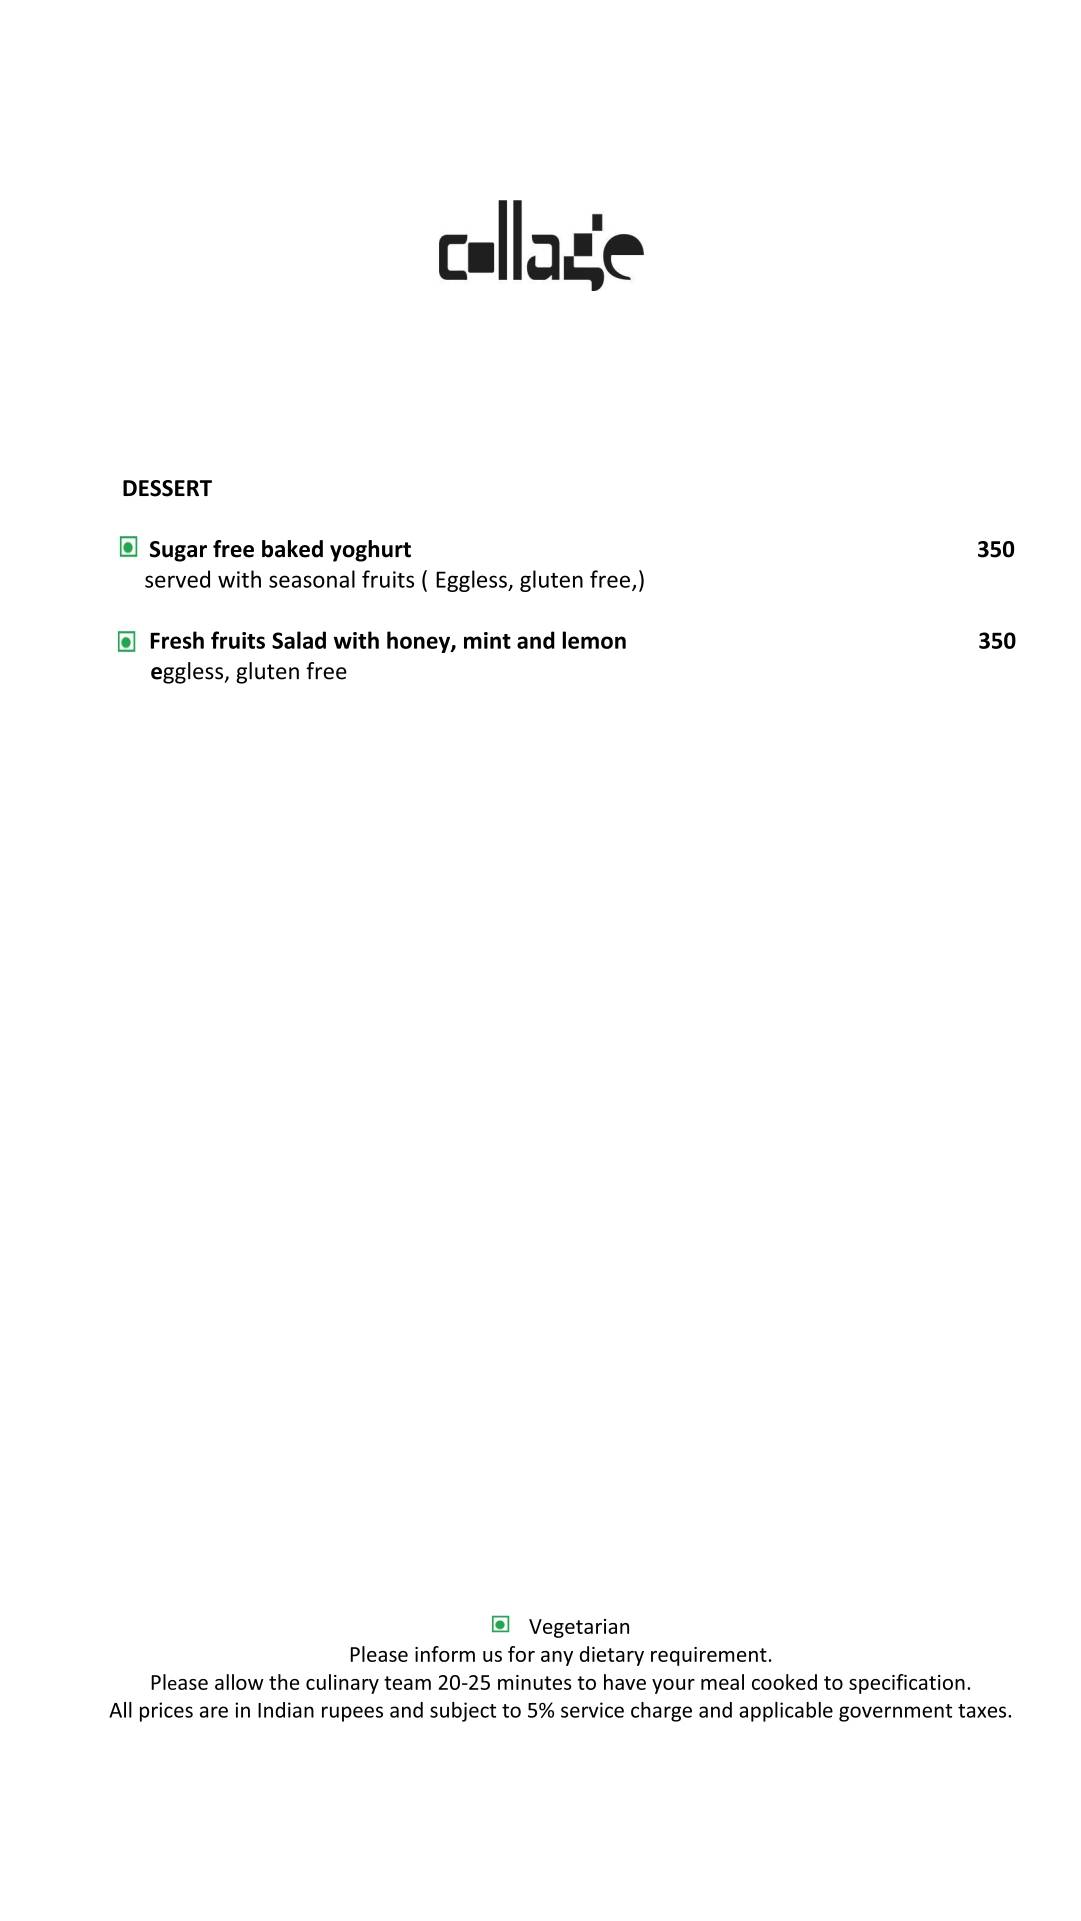 collage
DESSERT
Sugar free baked yoghurt 350
served with seasonal fruits ( Eggless, gluten free,)
Fresh fruits Salad with honey, mint and lemon 350
eggless, gluten free
Vegetarian
Please inform us for any dietary requirement.
Please allow the culinary team 20-25 minutes to have your meal cooked to specification.
All prices are in Indian rupees and subject to 5% service charge and applicable government taxes.